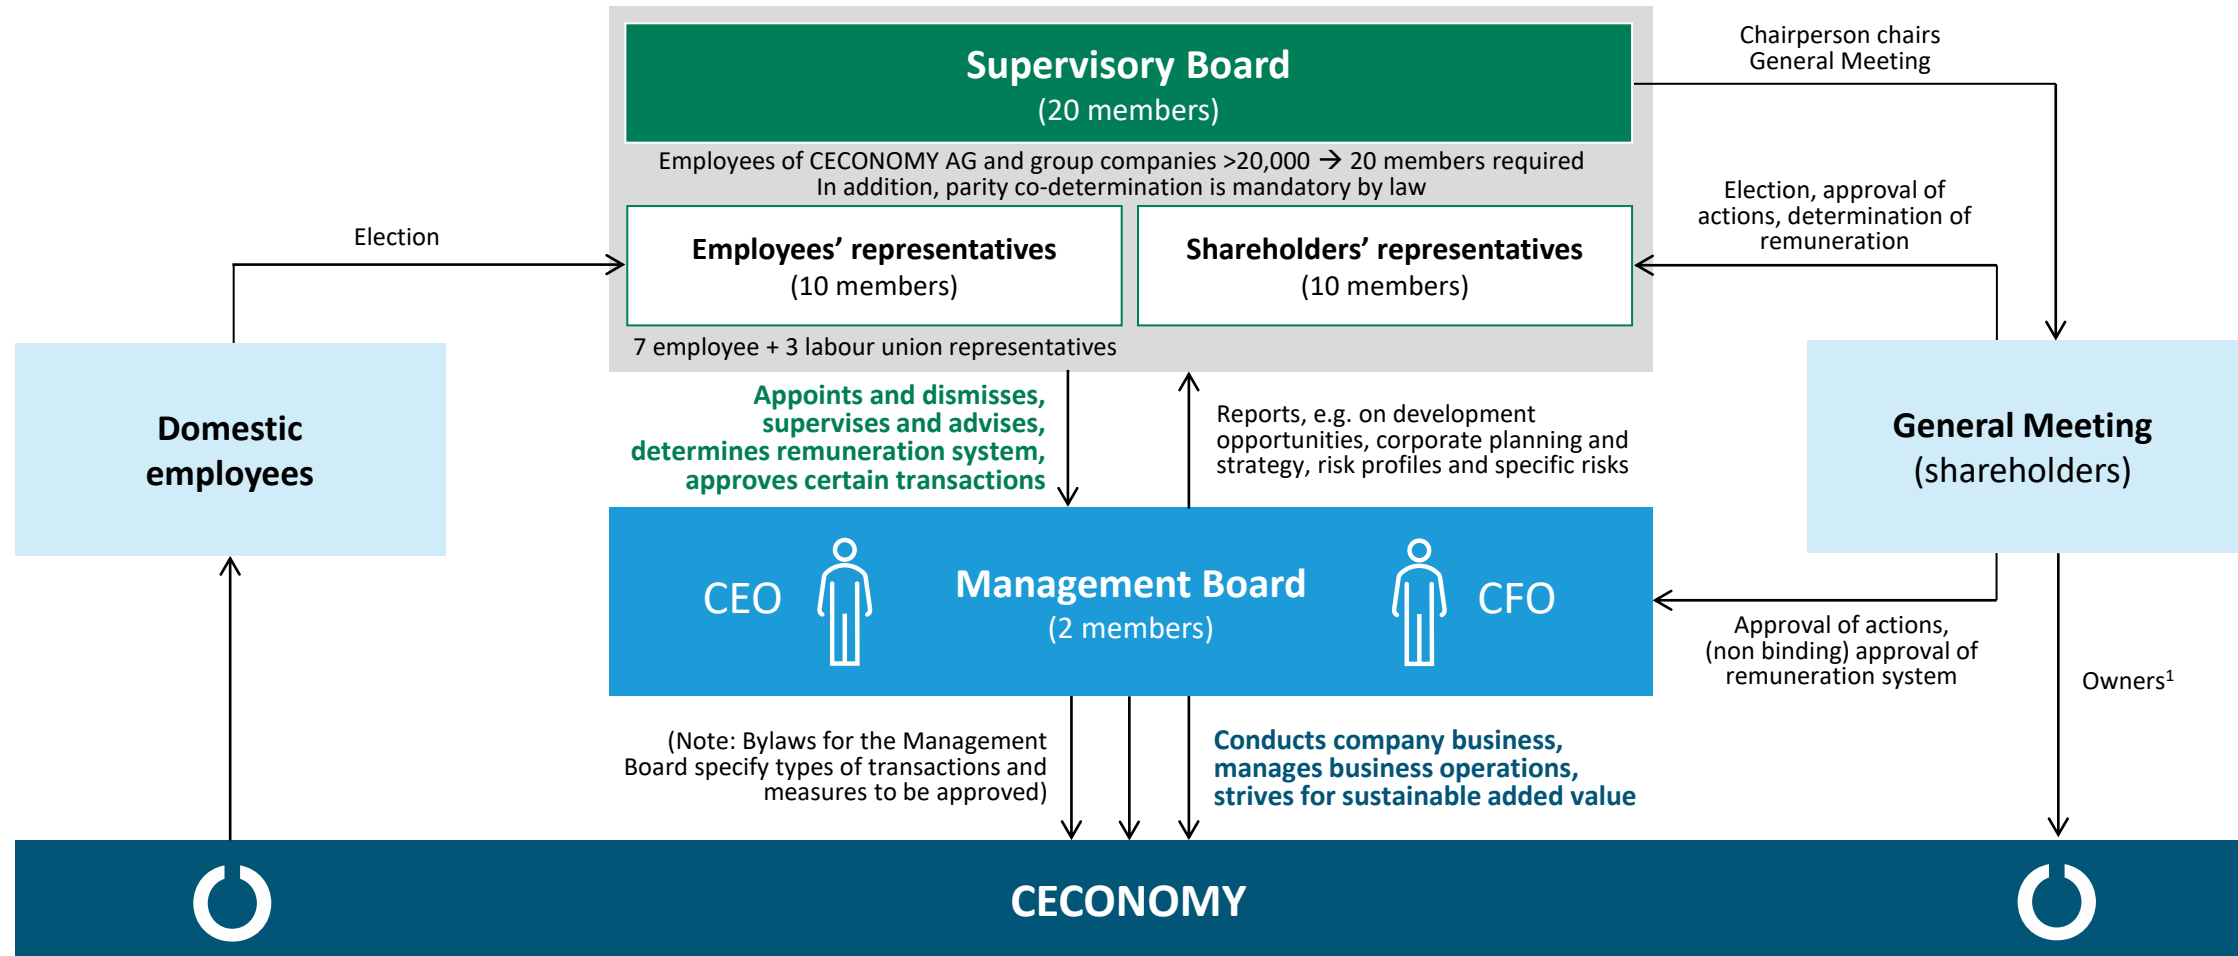 Supervisory Board
(20 members)
Chairperson chairs
General Meeting
Employees of CECONOMY AG and group companies >20,000 → 20 members required
In addition, parity co-determination is mandatory by law
Election
Employees’ representatives
(10 members)
Shareholders’ representatives
(10 members)
Election, approval of
actions, determination of
remuneration
7 employee + 3 labour union representatives
Domestic
employees
Appoints and dismisses,
supervises and advises,
determines remuneration system,
approves certain transactions
Reports, e.g. on development
opportunities, corporate planning and
strategy, risk profiles and specific risks
General Meeting
(shareholders)
CEO
Management Board
(2 members)
CFO
Approval of actions,
(non binding) approval of
remuneration system
Owners¹
(Note: Bylaws for the Management
Board specify types of transactions and
measures to be approved)
Conducts company business,
manages business operations,
strives for sustainable added value
CECONOMY